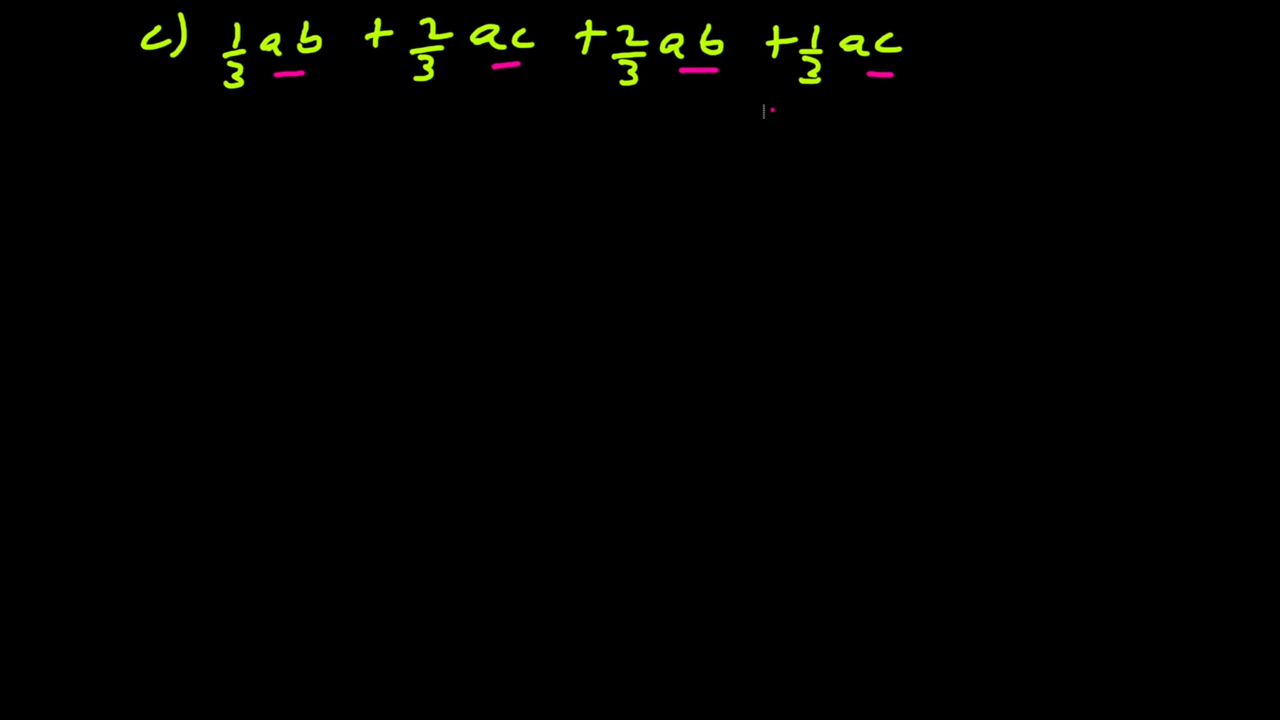 c) 1/3 ab + 2/3 ac + 2/3 ab + 1/3 ac